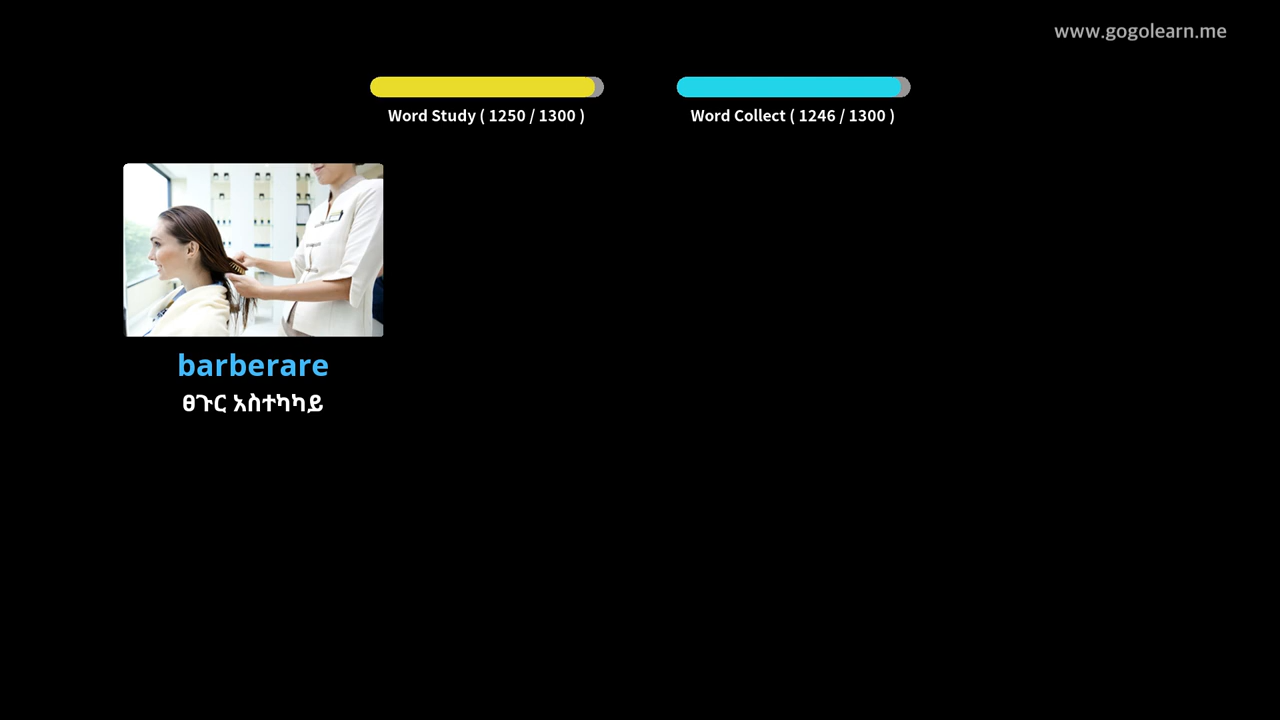 www.gogolearn.me
Word Study ( 1250 / 1300 )
Word Collect ( 1246 / 1300 )
barberare
ፀጉር አስተካካይ